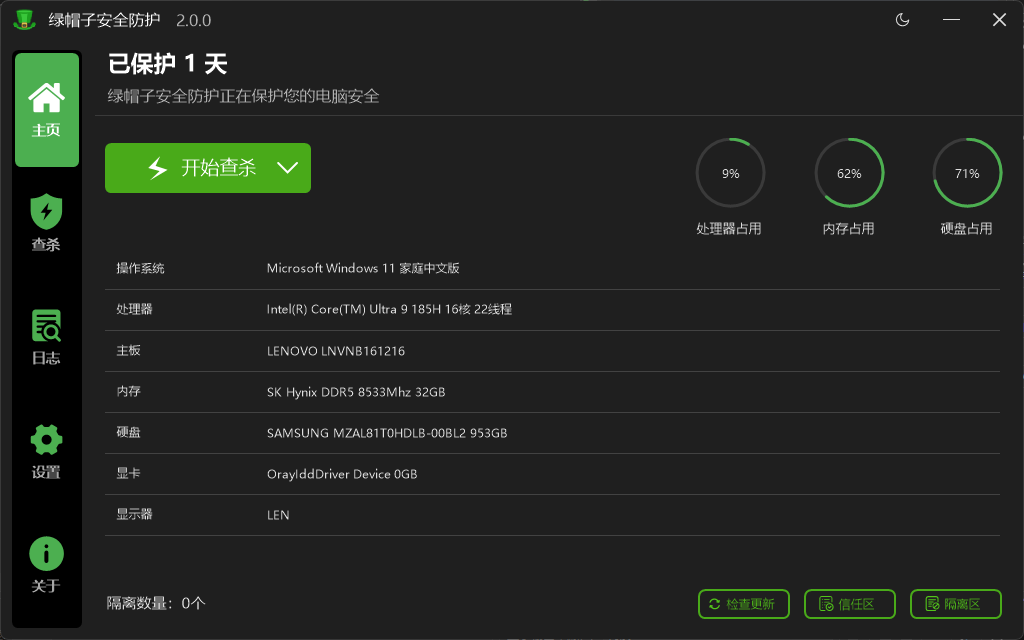 绿帽子安全防护 2.0.0
已保护 1 天
绿帽子安全防护正在保护您的电脑安全
主页
开始查杀
9%
62%
71%
处理器占用
内存占用
硬盘占用
查杀
操作系统 Microsoft Windows 11 家庭中文版
处理器 Intel(R) Core(TM) Ultra 9 185H 16核 22线程
主板 LENOVO LNVNB161216
日志
内存 SK Hynix DDR5 8533Mhz 32GB
硬盘 SAMSUNG MZAL81T0HDLB-00BL2 953GB
显卡 OrayIddDriver Device 0GB
设置
显示器 LEN
关于
隔离数量：0个
检查更新
信任区
隔离区